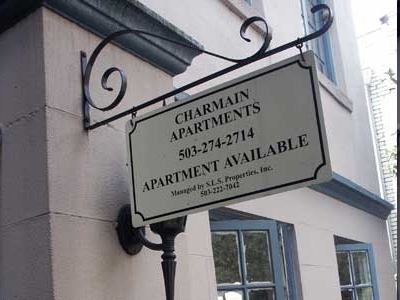 CHARMAIN
APARTMENTS
503-274-2714
APARTMENT AVAILABLE
Managed by S.L.S. Properties, Inc.
503-222-7042